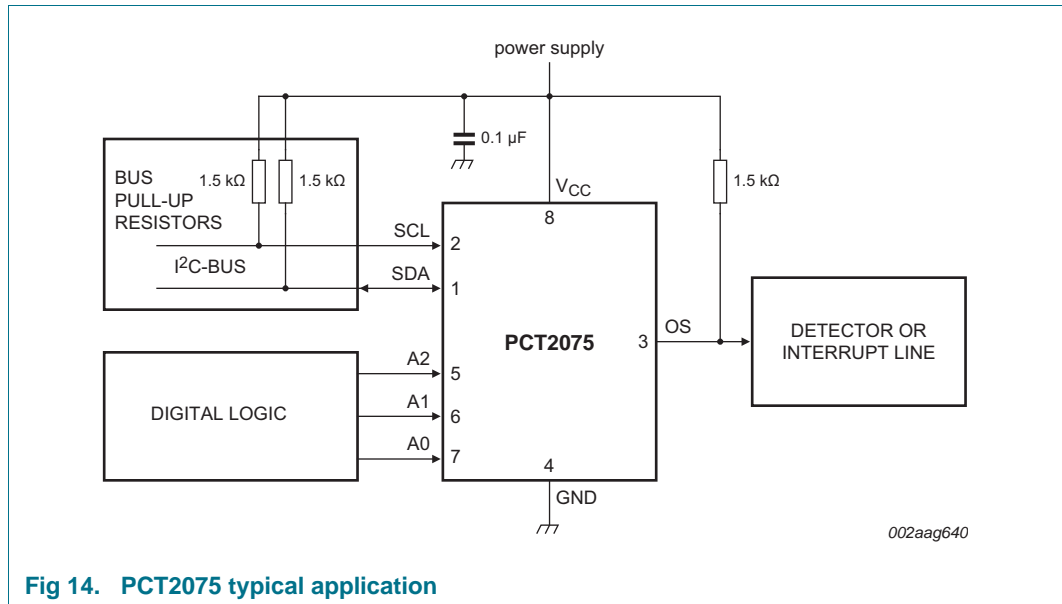 power supply
0.1 μF
BUS
PULL-UP
RESISTORS
1.5 kΩ
1.5 kΩ
1.5 kΩ
VCC
8
SCL
2
I2C-BUS
SDA
1
PCT2075
3
OS
DETECTOR OR
INTERRUPT LINE
DIGITAL LOGIC
A2
5
A1
6
A0
7
4
GND
002aag640
Fig 14. PCT2075 typical application